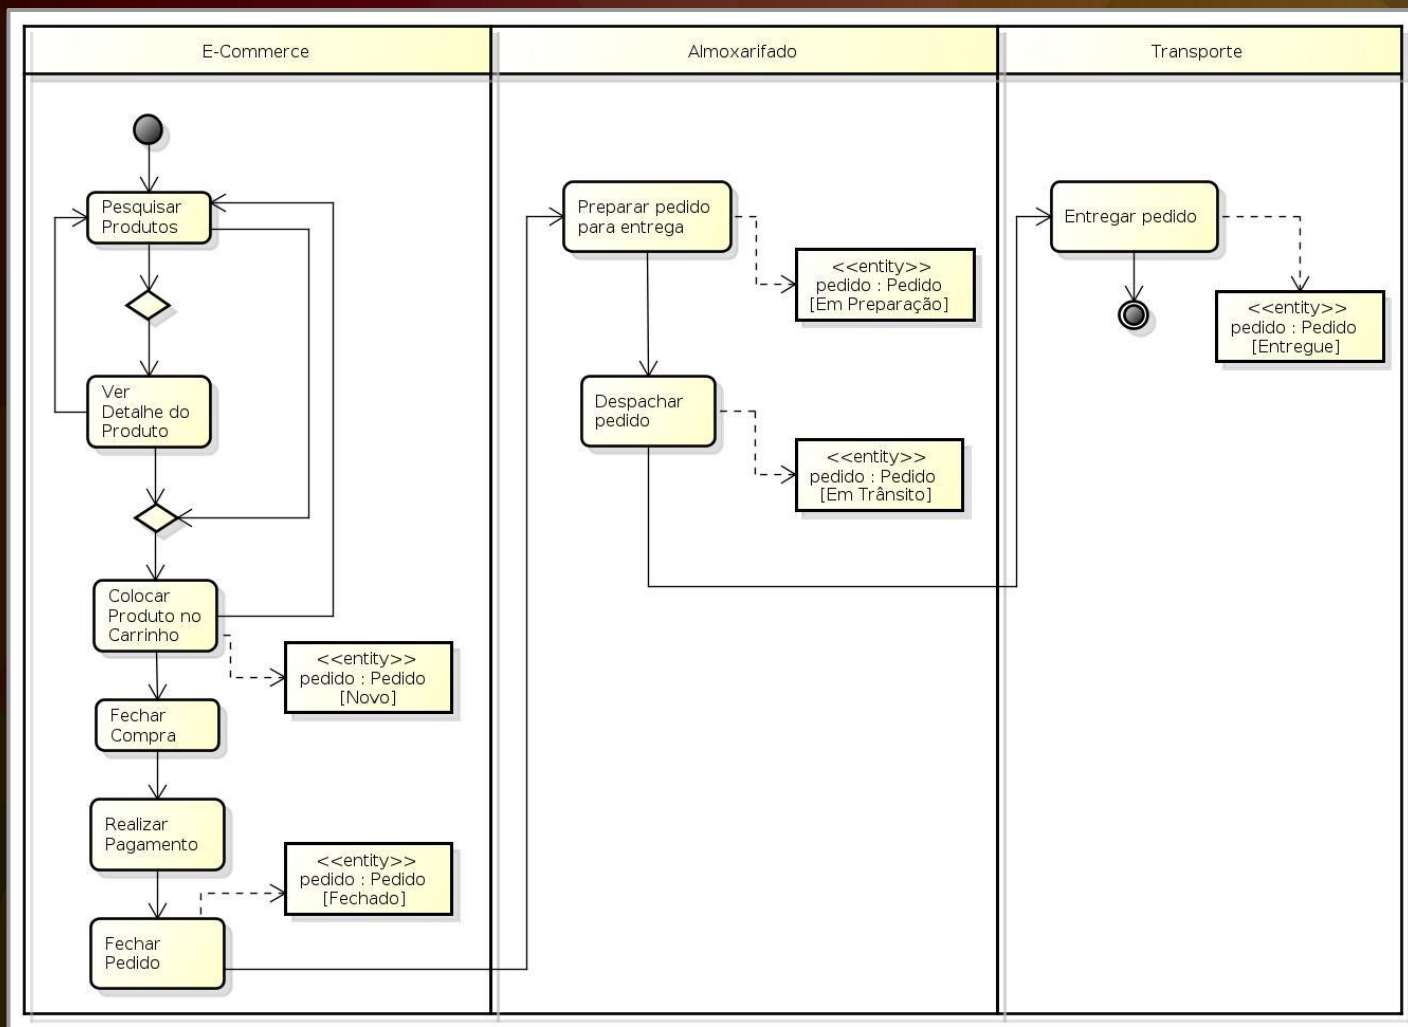 E-Commerce
Almoxarifado
Transporte
Pesquisar
Produtos
Ver
Detalhe do
Produto
Colocar
Produto no
Carrinho
<<entity>>
pedido : Pedido
[Novo]
Fechar
Compra
Realizar
Pagamento
<<entity>>
pedido : Pedido
[Fechado]
Fechar
Pedido
Preparar pedido
para entrega
<<entity>>
pedido : Pedido
[Em Preparação]
Despachar
pedido
<<entity>>
pedido : Pedido
[Em Trânsito]
Entregar pedido
<<entity>>
pedido : Pedido
[Entregue]